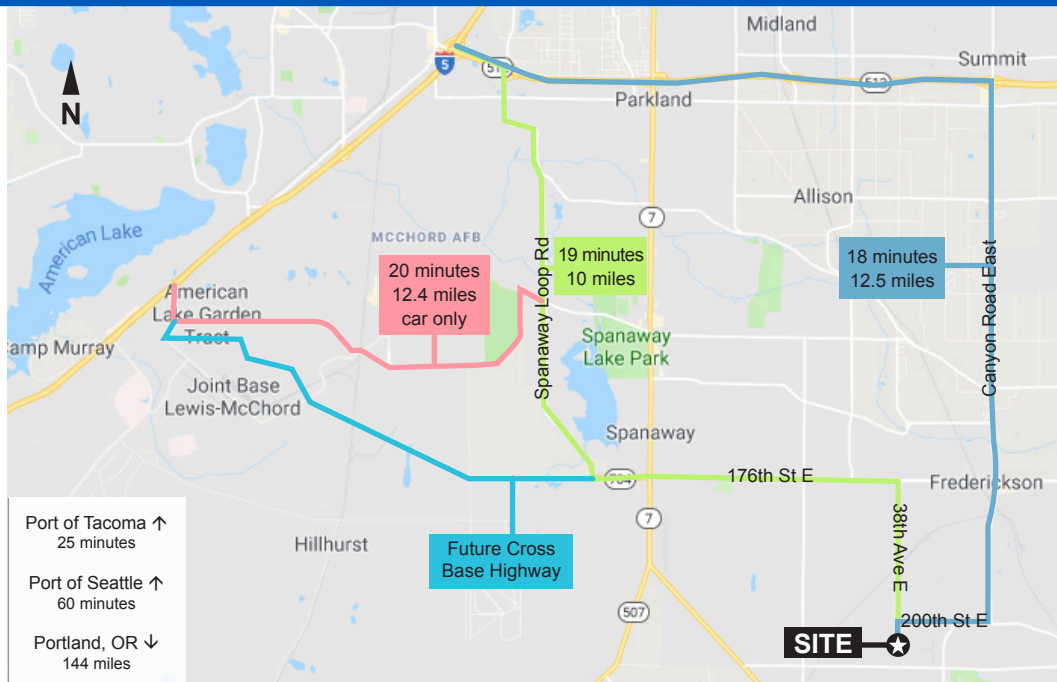 Midland
Summit
N
5
512
512
Parkland
Allison
American Lake
7
MCCHORD AFB
Spanaway Loop Rd
19 minutes
10 miles
18 minutes
12.5 miles
Canyon Road East
20 minutes
12.4 miles
car only
American
Lake Garden
Tract
Camp Murray
Spanaway
Lake Park
Joint Base
Lewis-McChord
Spanaway
704
176th St E
Frederickson
38th Ave E
7
Hillhurst
Future Cross
Base Highway
507
200th St E
SITE
Port of Tacoma ↑
25 minutes
Port of Seattle ↑
60 minutes
Portland, OR ↓
144 miles